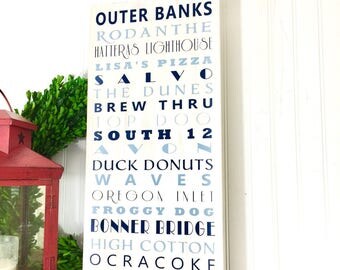 OUTER BANKS
RODANTHE
HATTERAS LIGHTHOUSE
LISA'S PIZZA
SALVO
THE DUNES
BREW THRU
TOP DOG
SOUTH 12
AVON
DUCK DONUTS
WAVES
OREGON INLET
FROGGY DOG
BONNER BRIDGE
HIGH COTTON
OCRACOKE